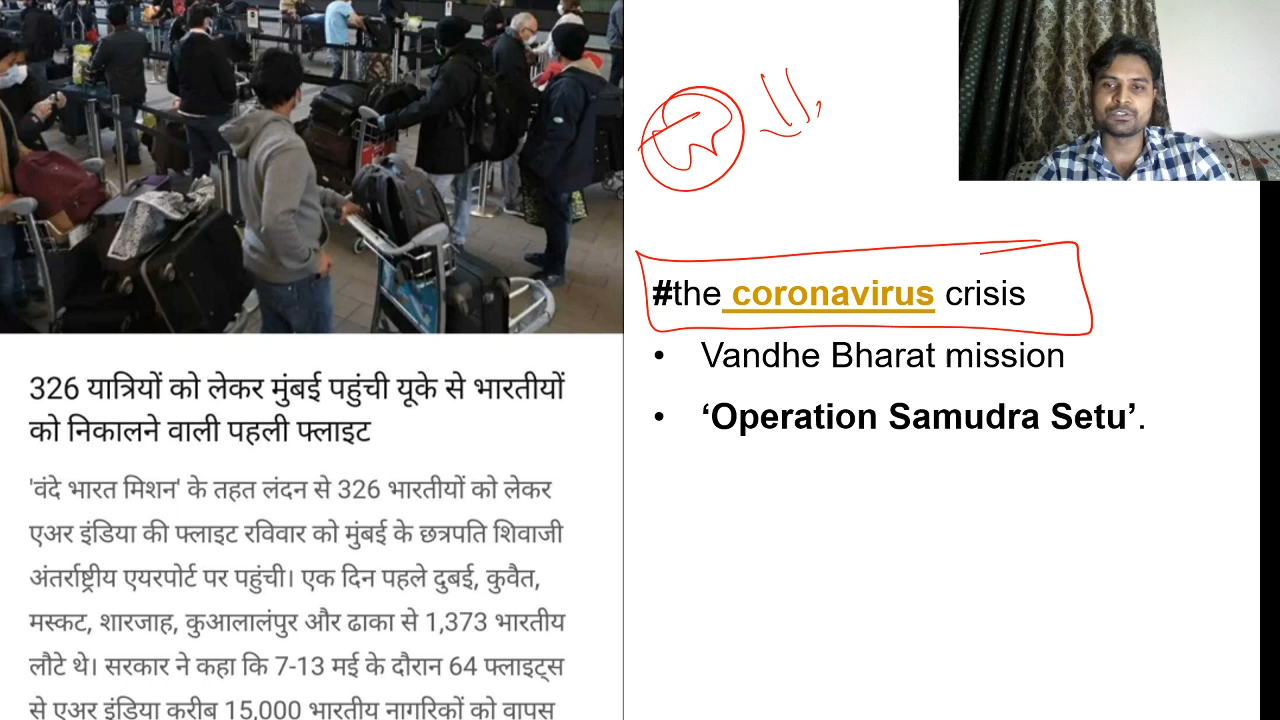 326 यात्रियों को लेकर मुंबई पहुंची यूके से भारतीयों
को निकालने वाली पहली फ्लाइट
'वंदे भारत मिशन' के तहत लंदन से 326 भारतीयों को लेकर
एअर इंडिया की फ्लाइट रविवार को मुंबई के छत्रपति शिवाजी
अंतर्राष्ट्रीय एयरपोर्ट पर पहुंची। एक दिन पहले दुबई, कुवैत,
मस्कट, शारजाह, कुआलालंपुर और ढाका से 1,373 भारतीय
लौटे थे। सरकार ने कहा कि 7-13 मई के दौरान 64 फ्लाइट्स
से एअर इंडिया करीब 15,000 भारतीय नागरिकों को वापस
#the coronavirus crisis
• Vandhe Bharat mission
• ‘Operation Samudra Setu’.